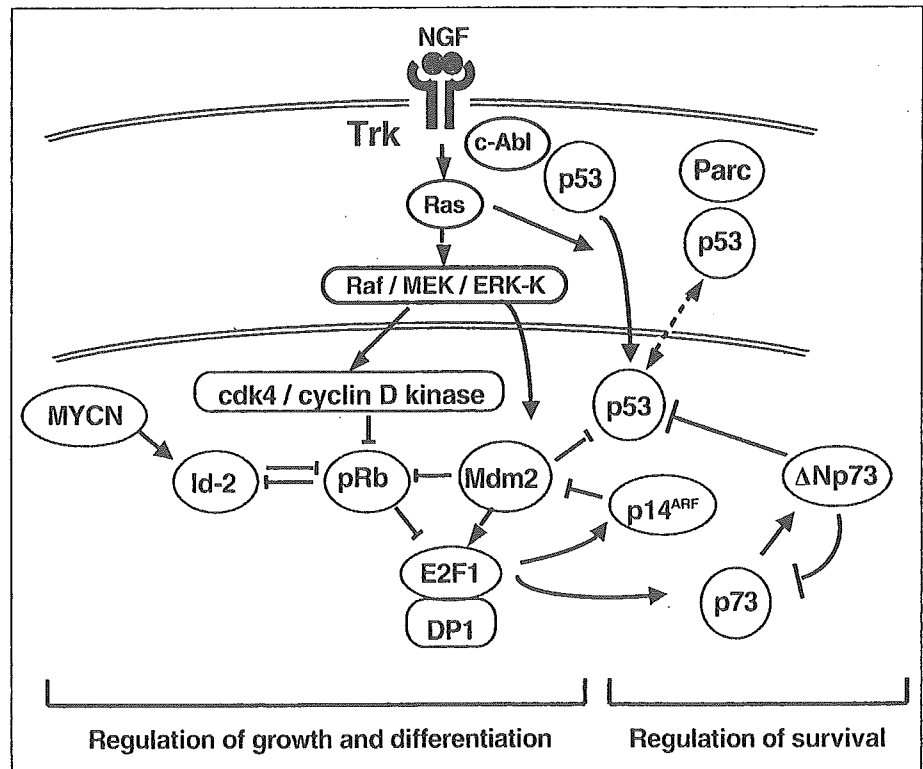 NGF
Trk
c-Abl
p53
Parc
p53
Ras
Raf / MEK / ERK-K
cdk4 / cyclin D kinase
MYCN
Id-2
pRb
Mdm2
p53
p14ARF
ΔNp73
E2F1
DP1
p73
Regulation of growth and differentiation
Regulation of survival